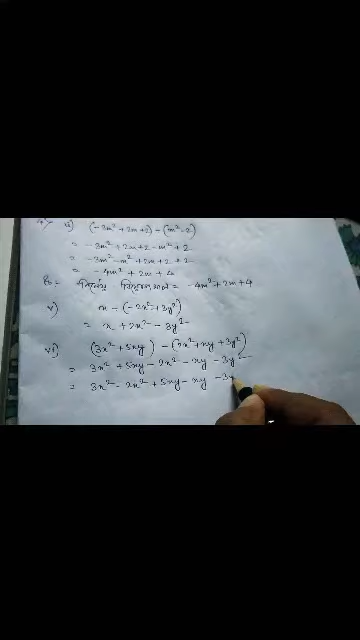 ii) (-3m² + 2m + 2) - (m² - 2)
= -3m² + 2m + 2 - m² + 2
= -3m² - m² + 2m + 2 + 2
= -4m² + 2m + 4
নির্ণেয় বিয়োগফল = -4m² + 2m + 4
v) x - (-2x² + 3y²)
= x + 2x² - 3y²
vi) (3x² + 5xy) - (2x² + xy + 3y²)
= 3x² + 5xy - 2x² - xy - 3y²
= 3x² - 2x² + 5xy - xy - 3y